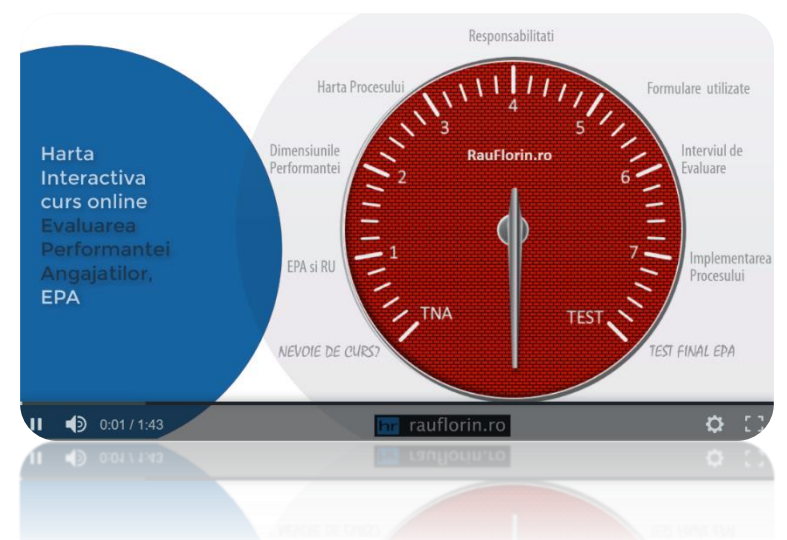 Harta
Interactiva
curs online
Evaluarea
Performantei
Angajatilor,
EPA
Responsabilitati
Harta Procesului
Formulare utilizate
Dimensiunile
Performantei
Interviul de
Evaluare
EPA si RU
Implementarea
Procesului
NEVOIE DE CURS?
TEST FINAL EPA
4
3
5
RauFlorin.ro
2
6
1
7
TNA
TEST
0:01 / 1:43
hr rauflorin.ro